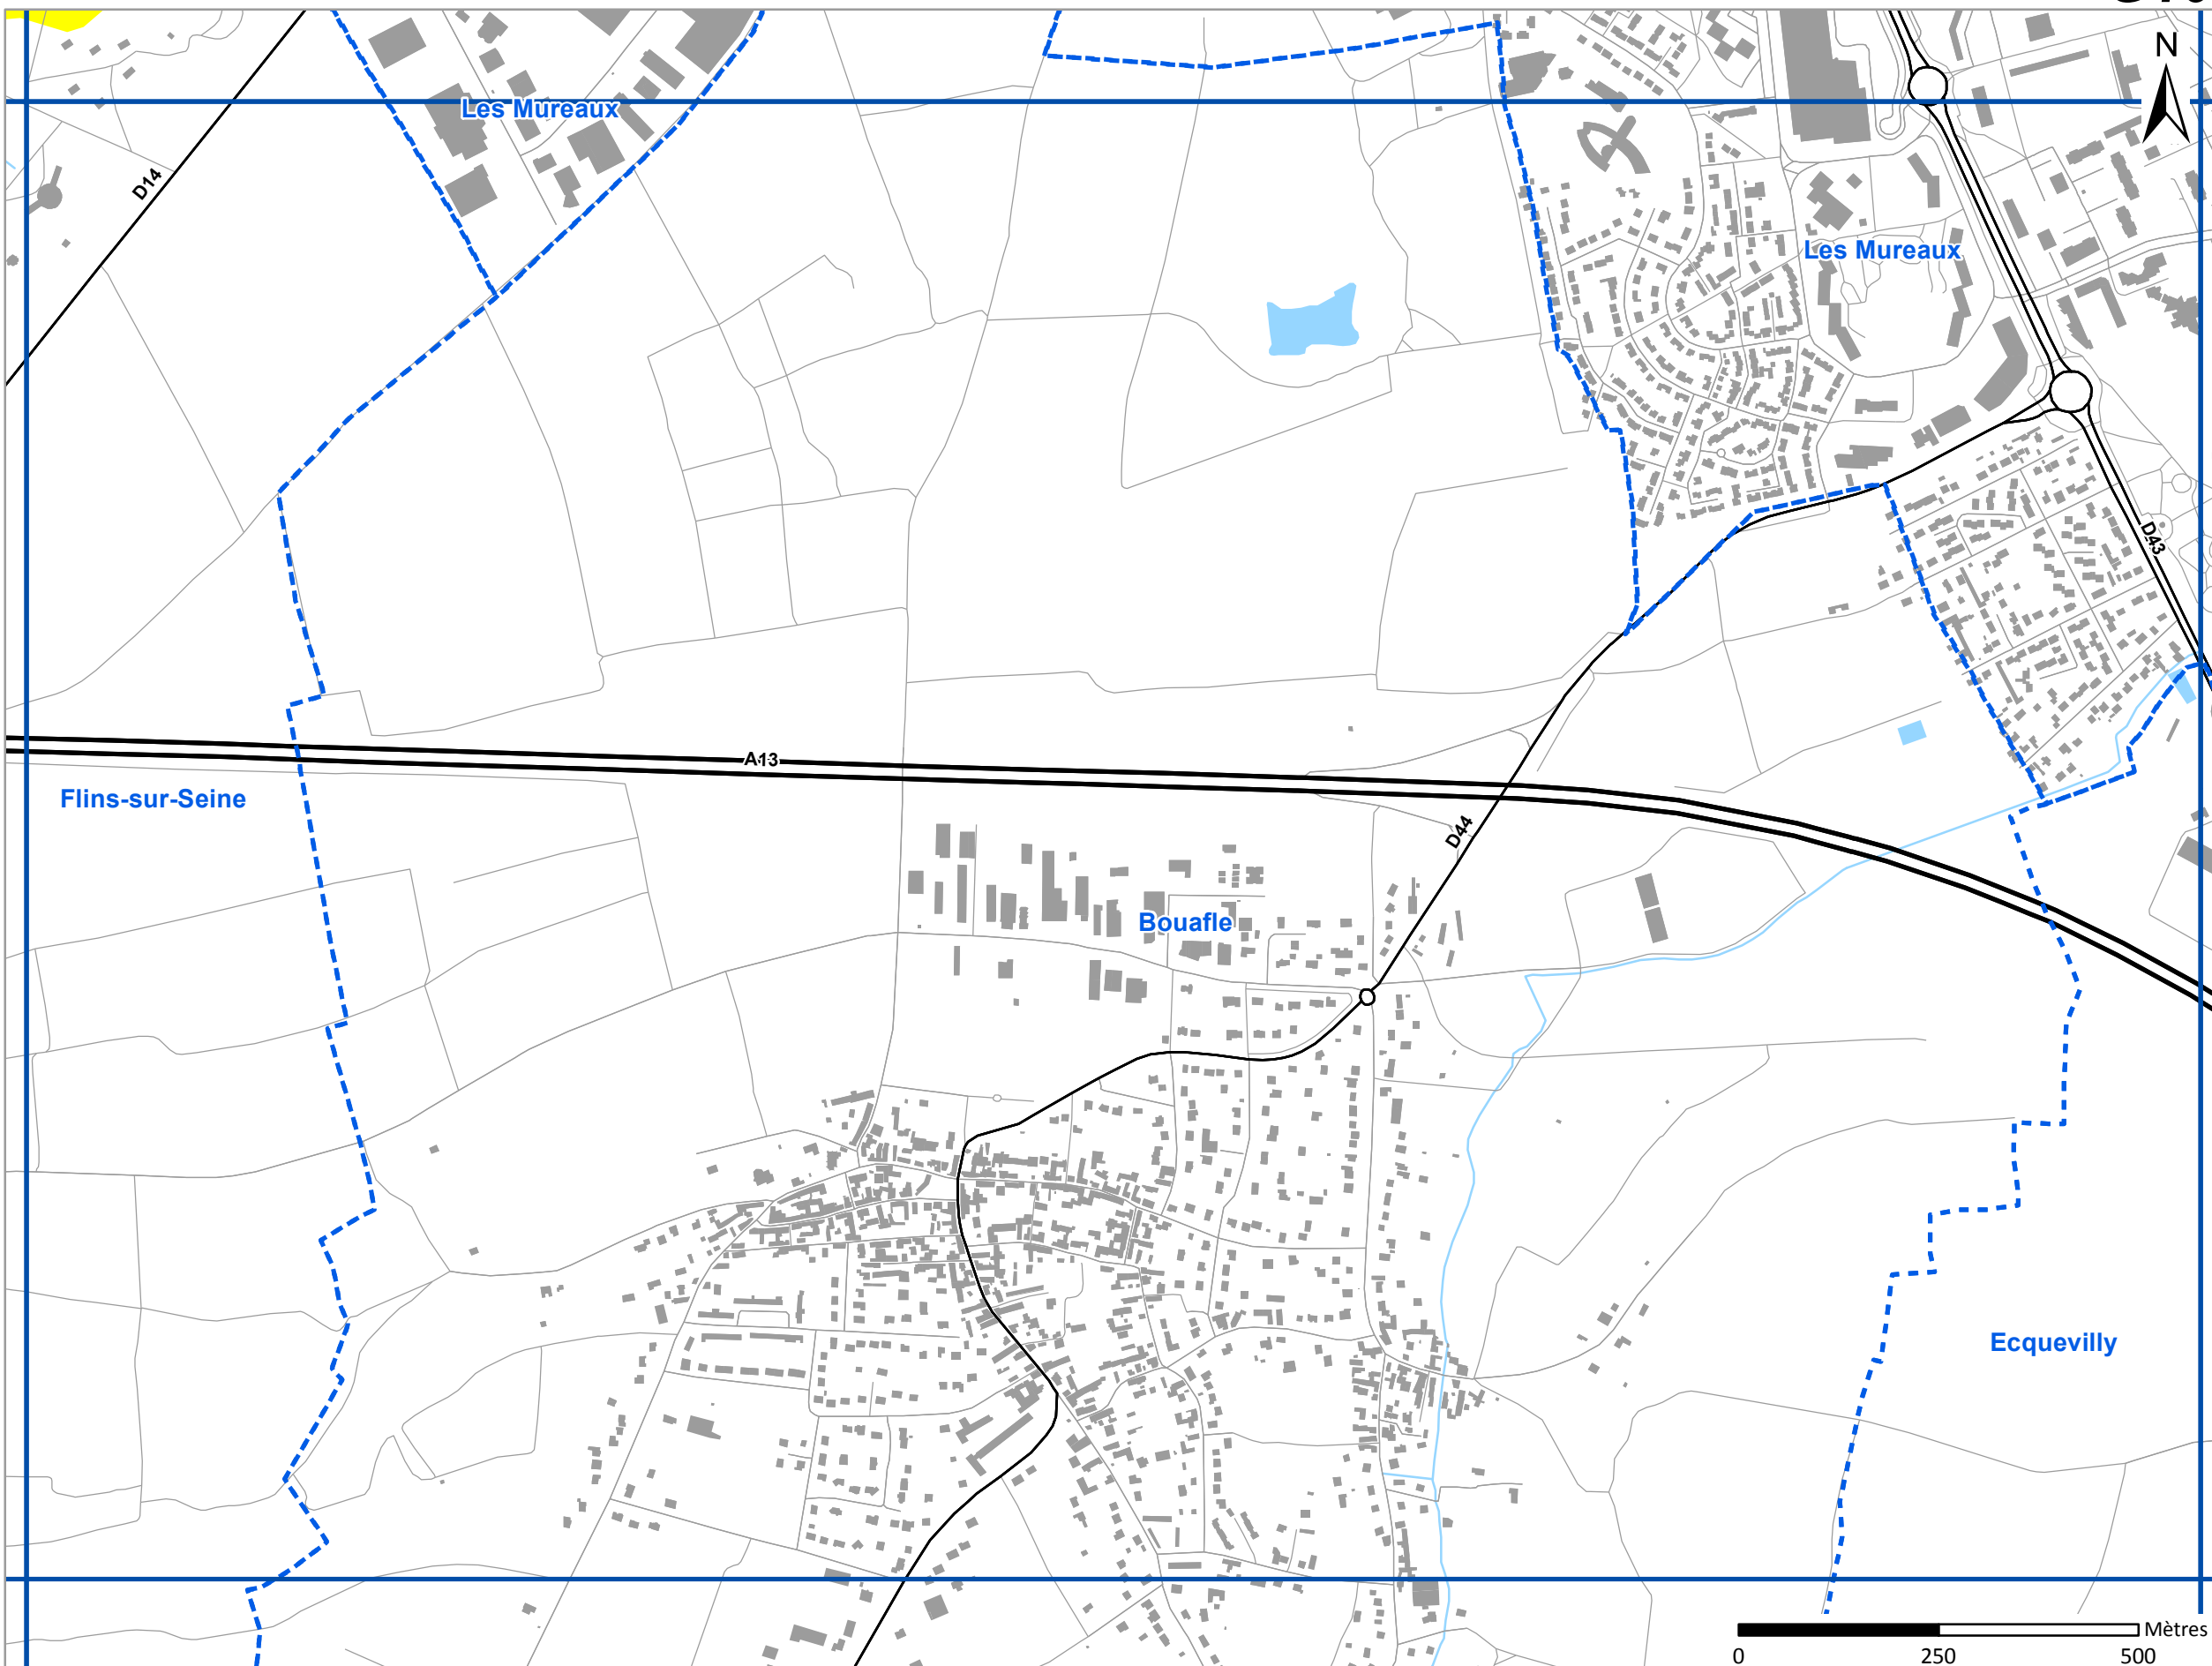 N
Les Mureaux
D14
Les Mureaux
D43
A13
Flins-sur-Seine
D44
Bouafle
Ecquevilly
Mètres
0 250 500